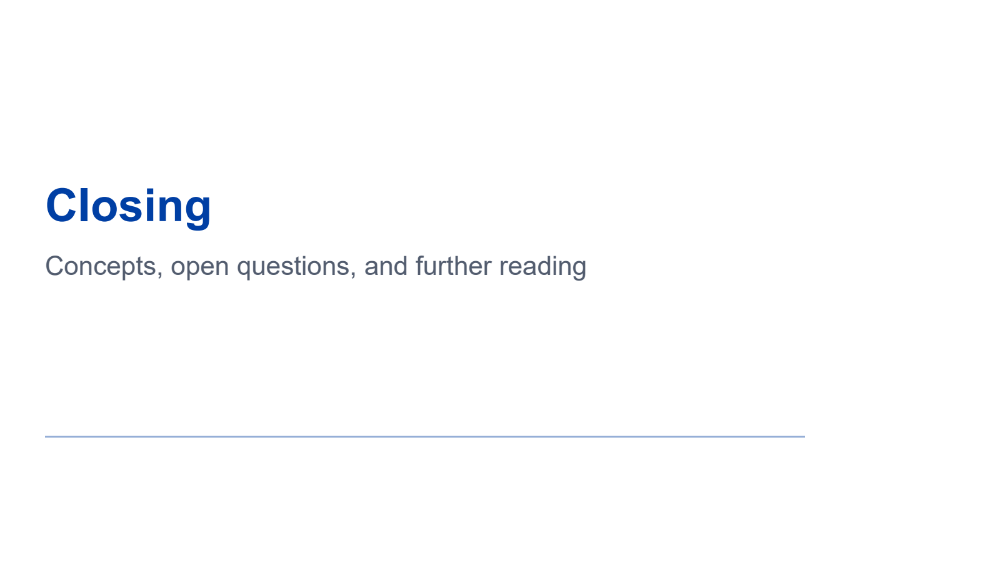 Closing
Concepts, open questions, and further reading